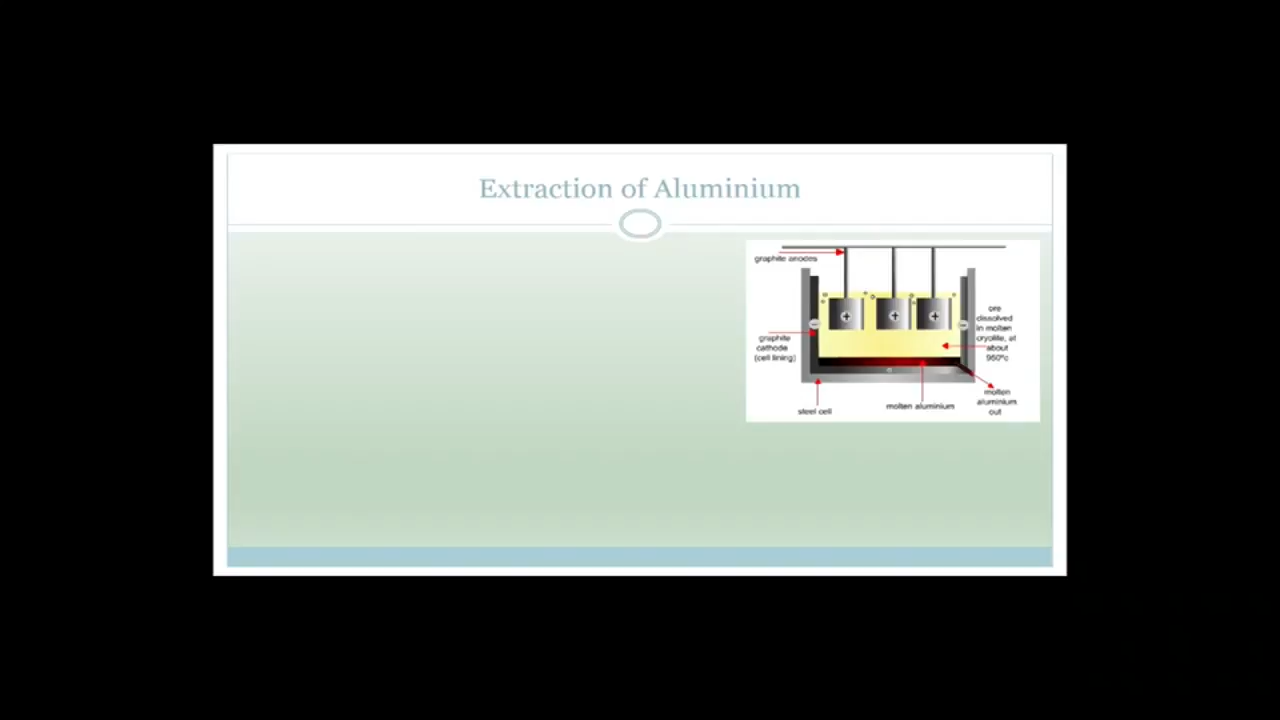 Extraction of Aluminium
graphite anodes
+
+
+
graphite
cathode
(cell lining)
ore
dissolved
in molten
cryolite, at
about
960°c
steel cell
molten aluminium
molten
aluminium
out